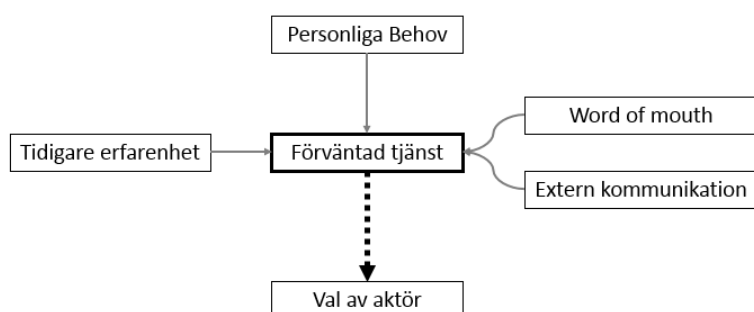 Personliga Behov
Word of mouth
Tidigare erfarenhet
Förväntad tjänst
Extern kommunikation
Val av aktör